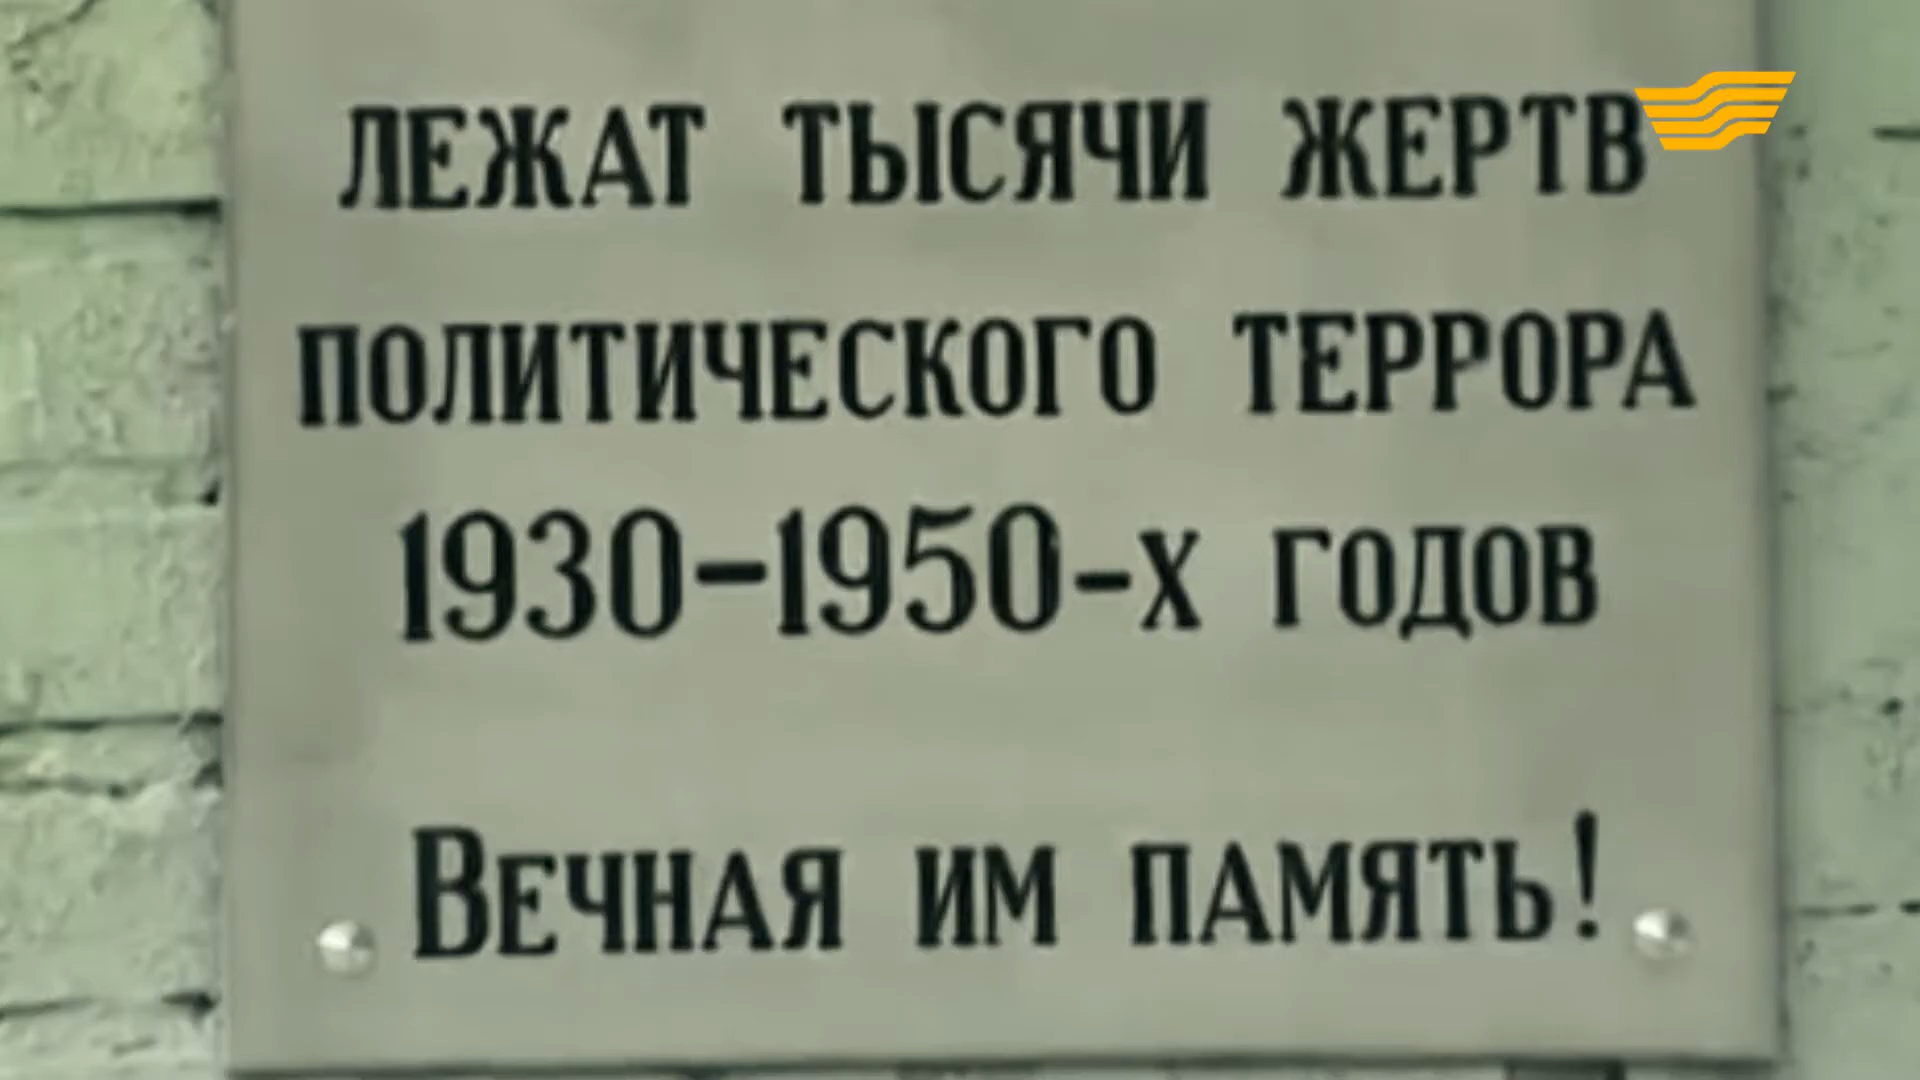 ЛЕЖАТ ТЫСЯЧИ ЖЕРТВ
ПОЛИТИЧЕСКОГО ТЕРРОРА
1930-1950-х ГОДОВ
ВЕЧНАЯ ИМ ПАМЯТЬ!